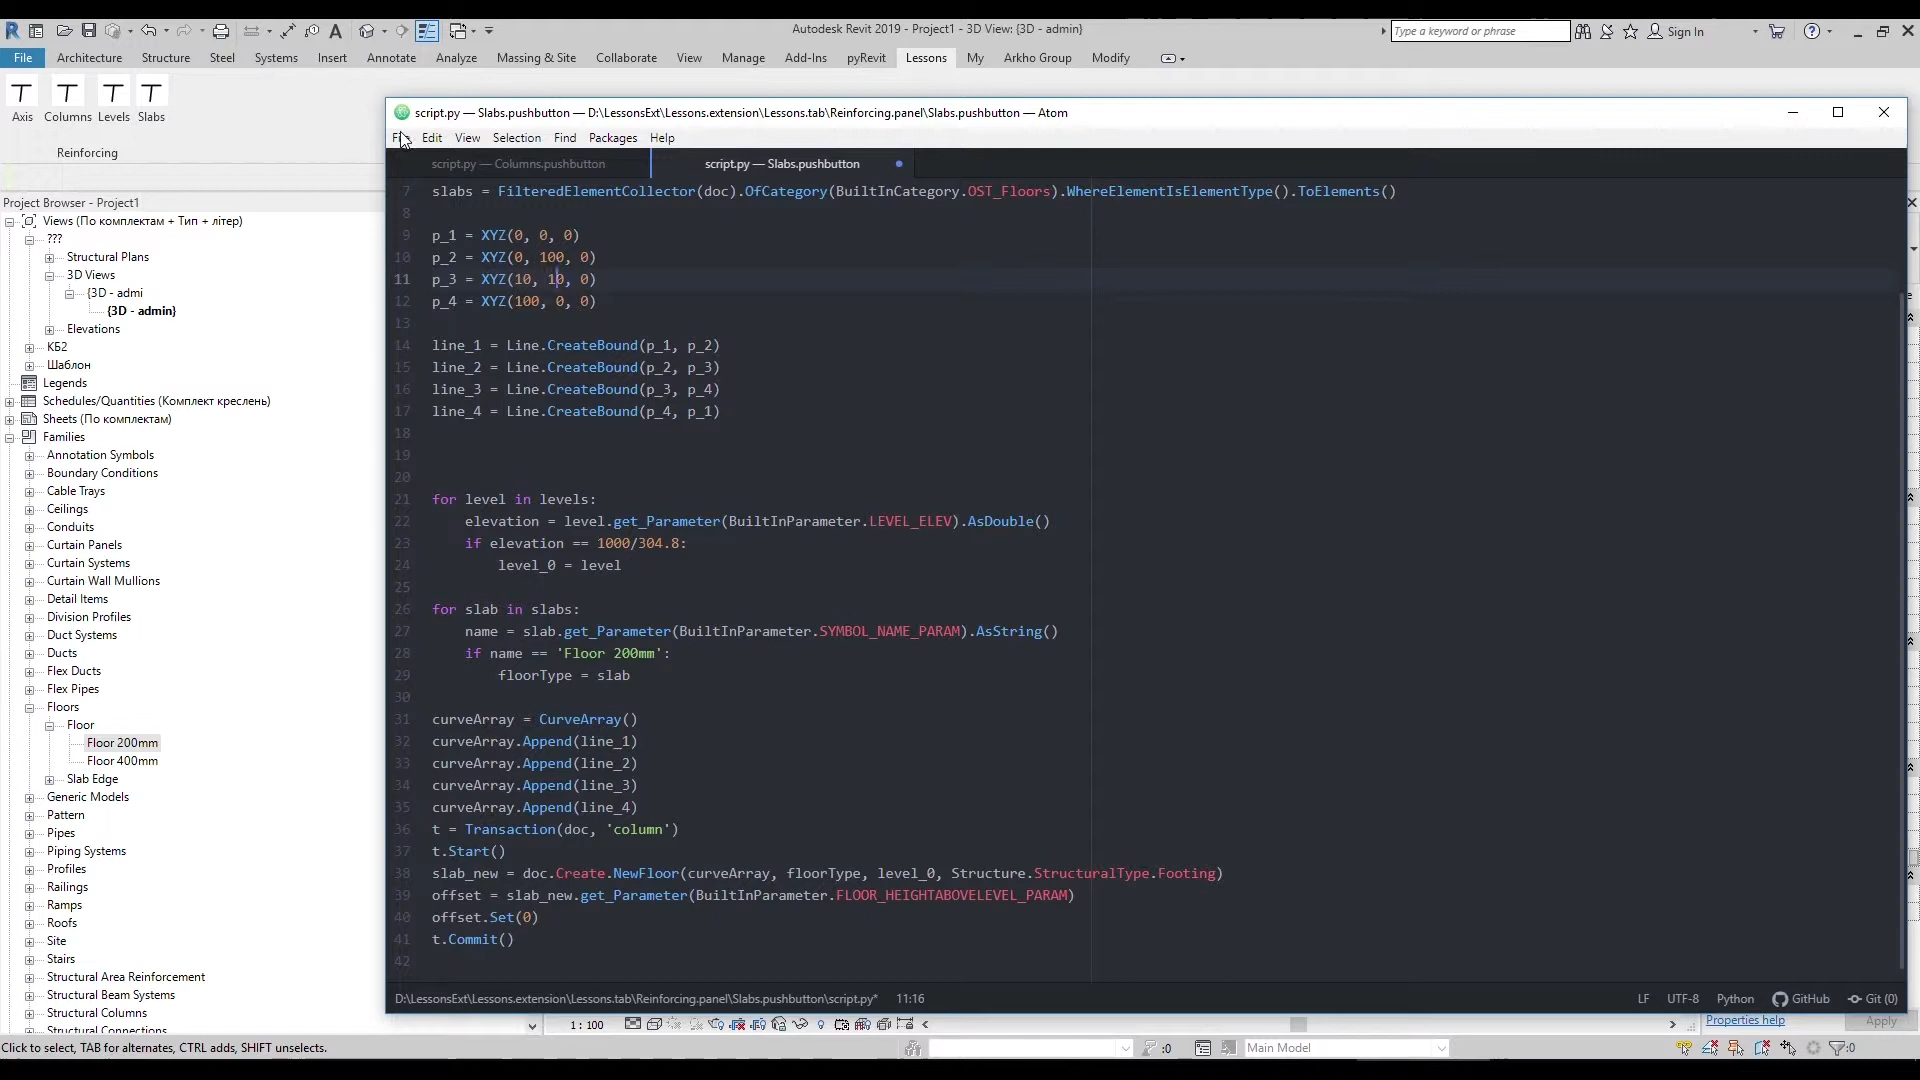 Autodesk Revit 2019 - Project1 - 3D View: {3D - admin}
Type a keyword or phrase
Sign In
File Architecture Structure Steel Systems Insert Annotate Analyze Massing & Site Collaborate View Manage Add-Ins pyRevit Lessons My Arkho Group Modify
Axis Columns Levels Slabs
Reinforcing
Project Browser - Project1
Views (По комплектам + Тип + літер)
???
Structural Plans
3D Views
{3D - admi
{3D - admin}
Elevations
КБ2
Шаблон
Legends
Schedules/Quantities (Комплект креслень)
Sheets (По комплектам)
Families
Annotation Symbols
Boundary Conditions
Cable Trays
Ceilings
Conduits
Curtain Panels
Curtain Systems
Curtain Wall Mullions
Detail Items
Division Profiles
Duct Systems
Ducts
Flex Ducts
Flex Pipes
Floors
Floor
Floor 200mm
Floor 400mm
Slab Edge
Generic Models
Pattern
Pipes
Piping Systems
Profiles
Railings
Ramps
Roofs
Site
Stairs
Structural Area Reinforcement
Structural Beam Systems
Structural Columns
Structural Connections
script.py — Slabs.pushbutton — D:\LessonsExt\Lessons.extension\Lessons.tab\Reinforcing.panel\Slabs.pushbutton — Atom
File Edit View Selection Find Packages Help
script.py — Columns.pushbutton
script.py — Slabs.pushbutton
7 slabs = FilteredElementCollector(doc).OfCategory(BuiltInCategory.OST_Floors).WhereElementIsElementType().ToElements()
8
9 p_1 = XYZ(0, 0, 0)
10 p_2 = XYZ(0, 100, 0)
11 p_3 = XYZ(10, 10, 0)
12 p_4 = XYZ(100, 0, 0)
13
14 line_1 = Line.CreateBound(p_1, p_2)
15 line_2 = Line.CreateBound(p_2, p_3)
16 line_3 = Line.CreateBound(p_3, p_4)
17 line_4 = Line.CreateBound(p_4, p_1)
18
19
20
21 for level in levels:
22 elevation = level.get_Parameter(BuiltInParameter.LEVEL_ELEV).AsDouble()
23 if elevation == 1000/304.8:
24 level_0 = level
25
26 for slab in slabs:
27 name = slab.get_Parameter(BuiltInParameter.SYMBOL_NAME_PARAM).AsString()
28 if name == 'Floor 200mm':
29 floorType = slab
30
31 curveArray = CurveArray()
32 curveArray.Append(line_1)
33 curveArray.Append(line_2)
34 curveArray.Append(line_3)
35 curveArray.Append(line_4)
36 t = Transaction(doc, 'column')
37 t.Start()
38 slab_new = doc.Create.NewFloor(curveArray, floorType, level_0, Structure.StructuralType.Footing)
39 offset = slab_new.get_Parameter(BuiltInParameter.FLOOR_HEIGHTABOVELEVEL_PARAM)
40 offset.Set(0)
41 t.Commit()
42
D:\LessonsExt\Lessons.extension\Lessons.tab\Reinforcing.panel\Slabs.pushbutton\script.py* 11:16
LF UTF-8 Python GitHub Git (0)
1 : 100
Properties help Apply
Click to select, TAB for alternates, CTRL adds, SHIFT unselects.
:0
Main Model
:0